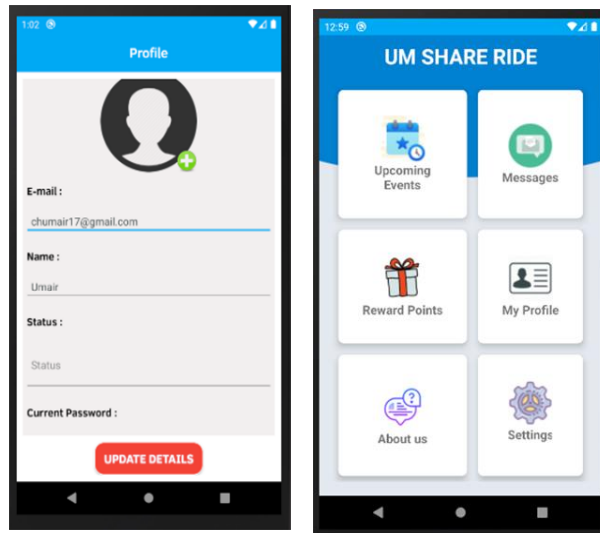 1:02
Profile
E-mail :
chumair17@gmail.com
Name :
Umair
Status :
Status
Current Password :
UPDATE DETAILS
12:59
UM SHARE RIDE
Upcoming
Events
Messages
Reward Points
My Profile
About us
Settings